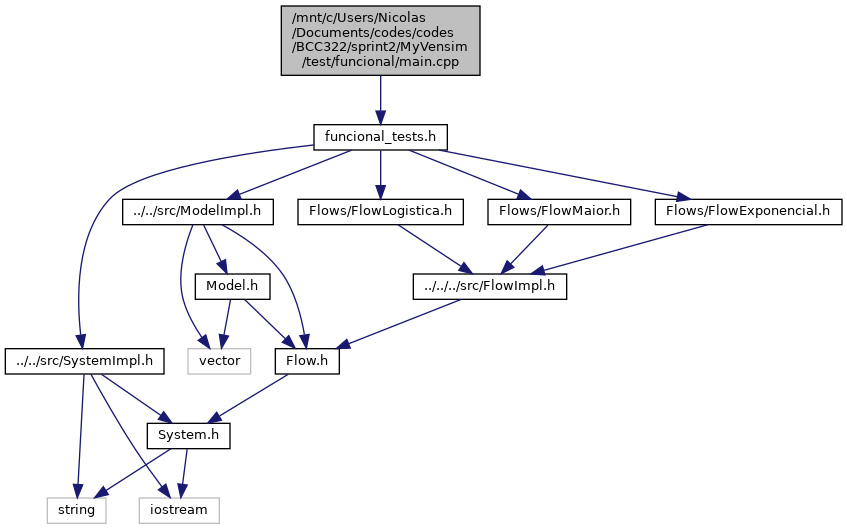 /mnt/c/Users/Nicolas
/Documents/codes/codes
/BCC322/sprint2/MyVensim
/test/funcional/main.cpp
funcional_tests.h
../../src/ModelImpl.h
Flows/FlowLogistica.h
Flows/FlowMaior.h
Flows/FlowExponencial.h
Model.h
../../../src/FlowImpl.h
../../src/SystemImpl.h
vector
Flow.h
System.h
string
iostream